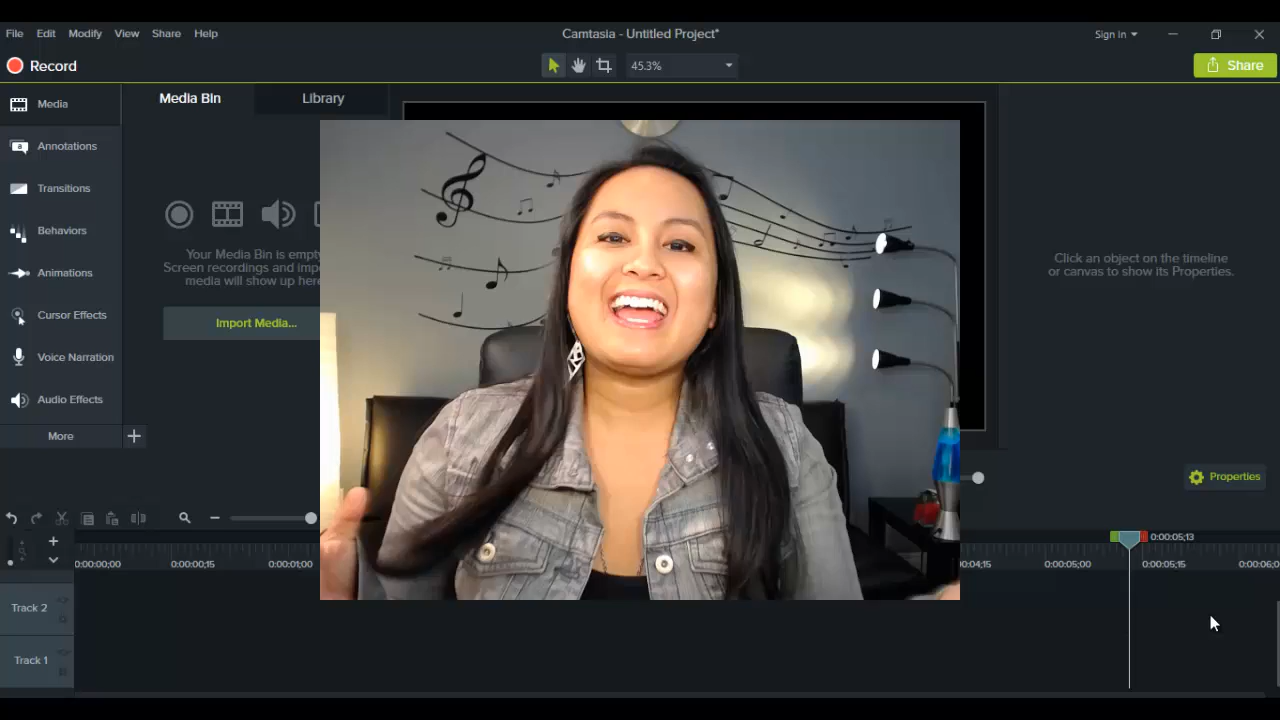 File Edit Modify View Share Help
Camtasia - Untitled Project*
Sign in
Record
45.3%
Share
Media
Media Bin
Library
Annotations
Transitions
Behaviors
Animations
Cursor Effects
Voice Narration
Audio Effects
More
Your Media Bin is empty
Screen recordings and impo
media will show up here
Import Media...
Click an object on the timeline
or canvas to show its Properties.
Properties
0:00:05;13
0:00:00;00 0:00:00;15 0:00:01;00 0:00:04;15 0:00:05;00 0:00:05;15 0:00:06;0
Track 2
Track 1